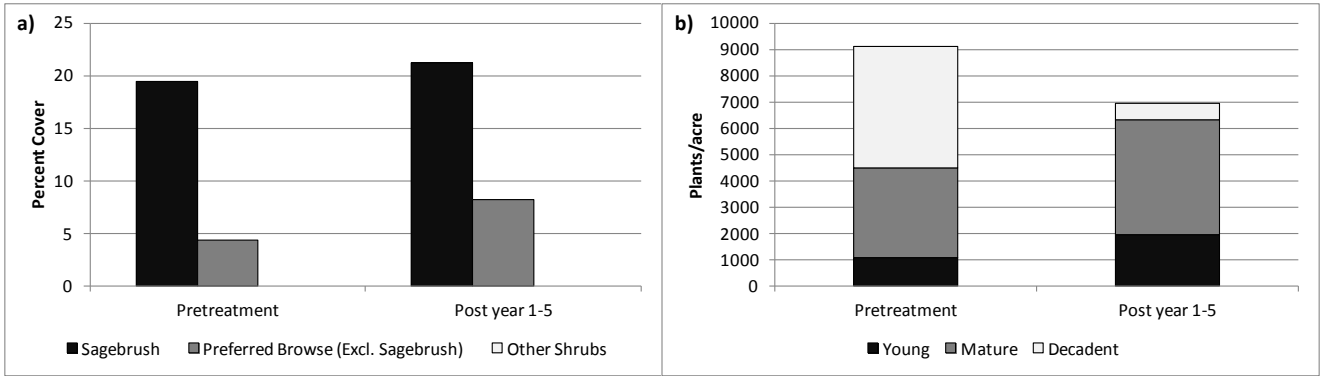 a)
Percent Cover
25
20
15
10
5
0
Pretreatment
Post year 1-5
Sagebrush
Preferred Browse (Excl. Sagebrush)
Other Shrubs
b)
Plants/acre
10000
9000
8000
7000
6000
5000
4000
3000
2000
1000
0
Pretreatment
Post year 1-5
Young
Mature
Decadent